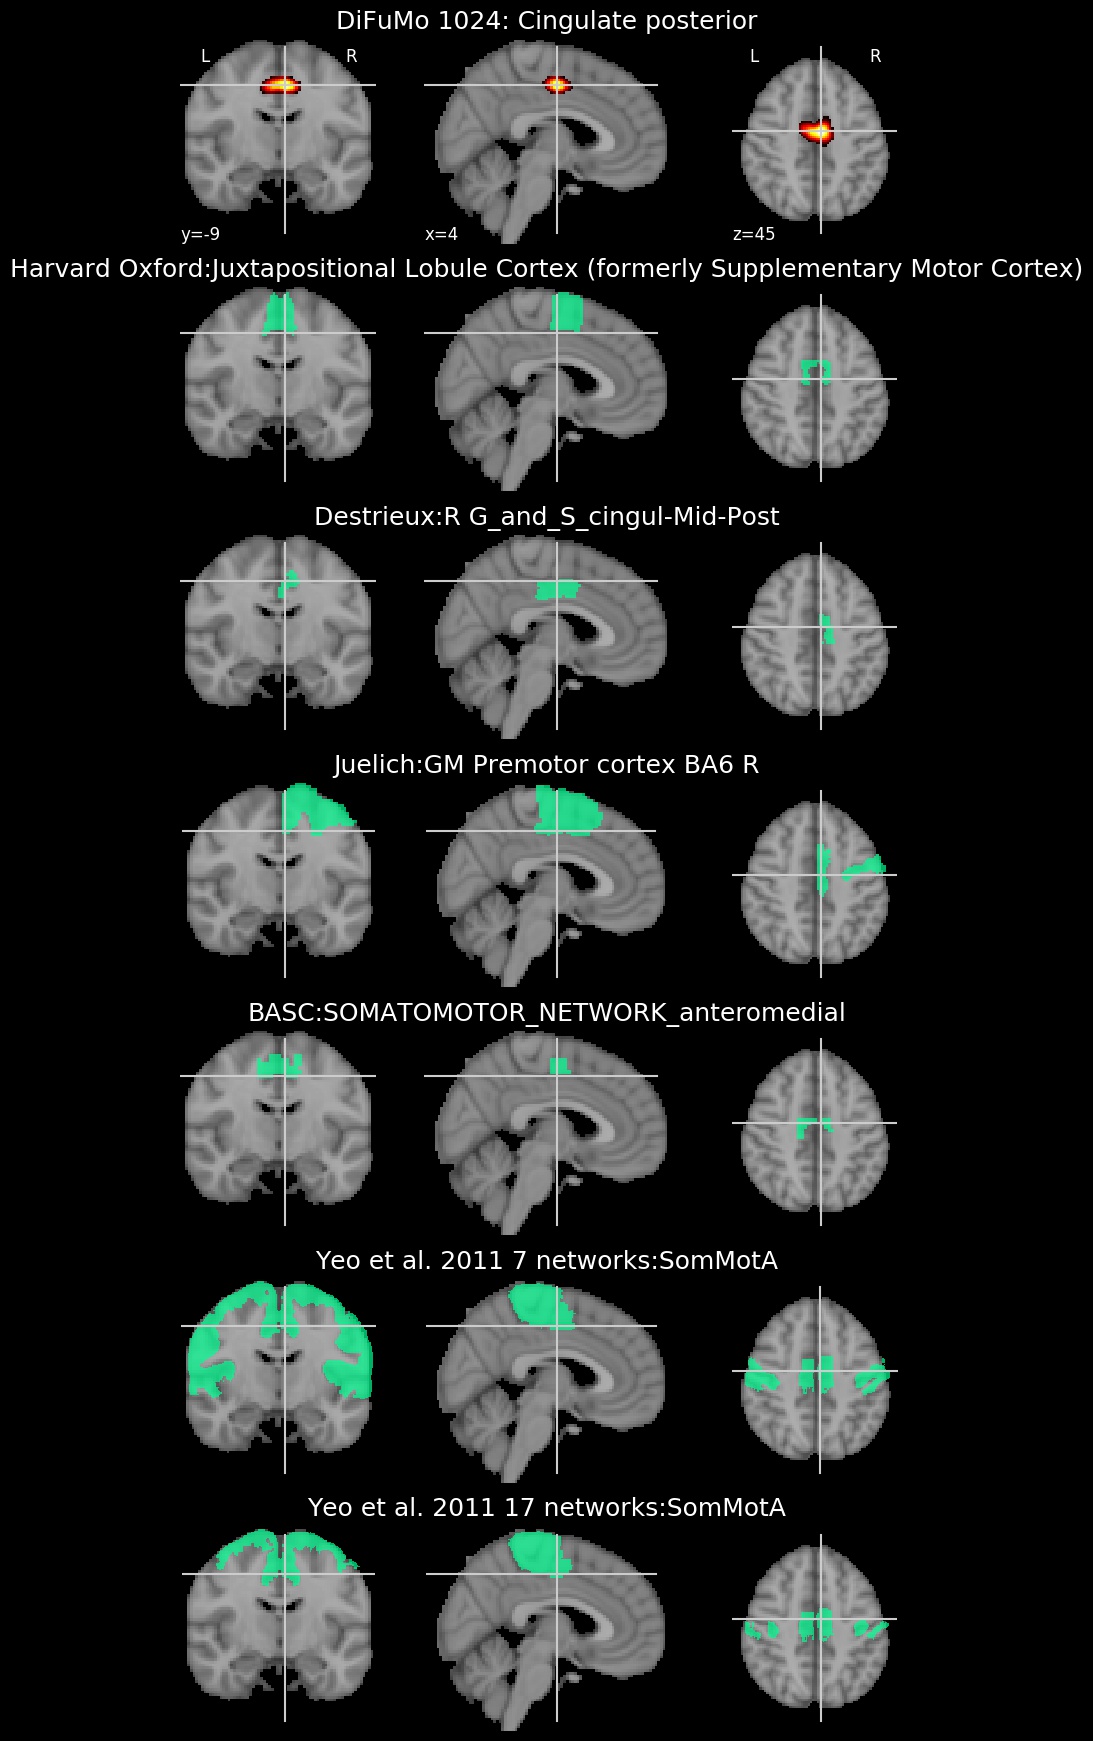 DiFuMo 1024: Cingulate posterior
L R L R
y=-9 x=4 z=45
Harvard Oxford:Juxtapositional Lobule Cortex (formerly Supplementary Motor Cortex)
Destrieux:R G_and_S_cingul-Mid-Post
Juelich:GM Premotor cortex BA6 R
BASC:SOMATOMOTOR_NETWORK_anteromedial
Yeo et al. 2011 7 networks:SomMotA
Yeo et al. 2011 17 networks:SomMotA